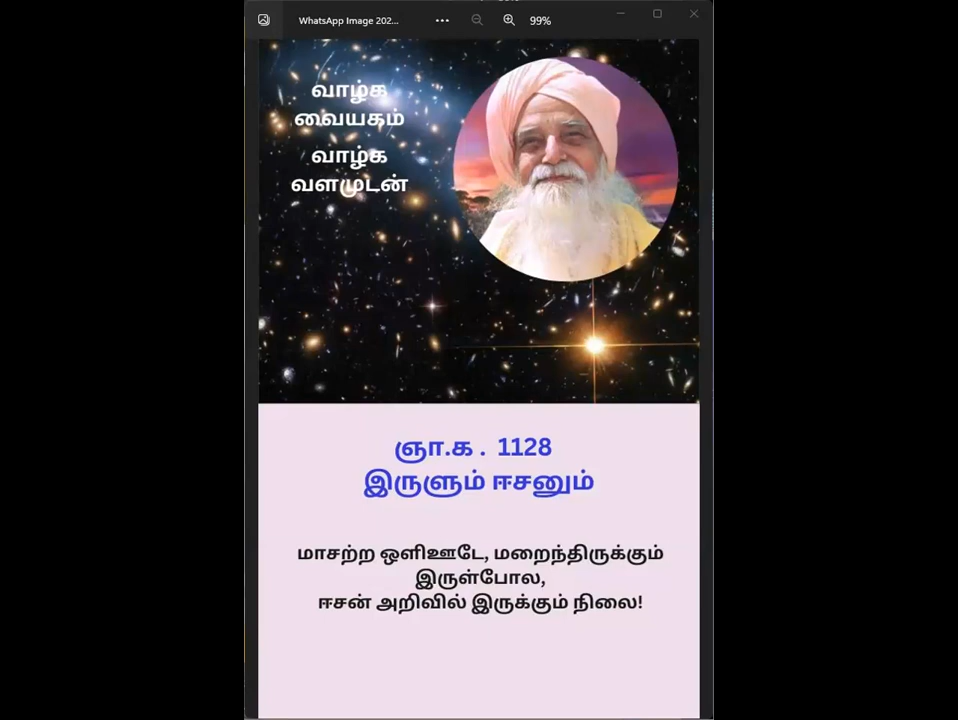 WhatsApp Image 202...
99%
வாழ்க
வையகம்
வாழ்க
வளமுடன்
ஞா.க . 1128
இருளும் ஈசனும்
மாசற்ற ஒளிஊடே, மறைந்திருக்கும்
இருள்போல,
ஈசன் அறிவில் இருக்கும் நிலை!